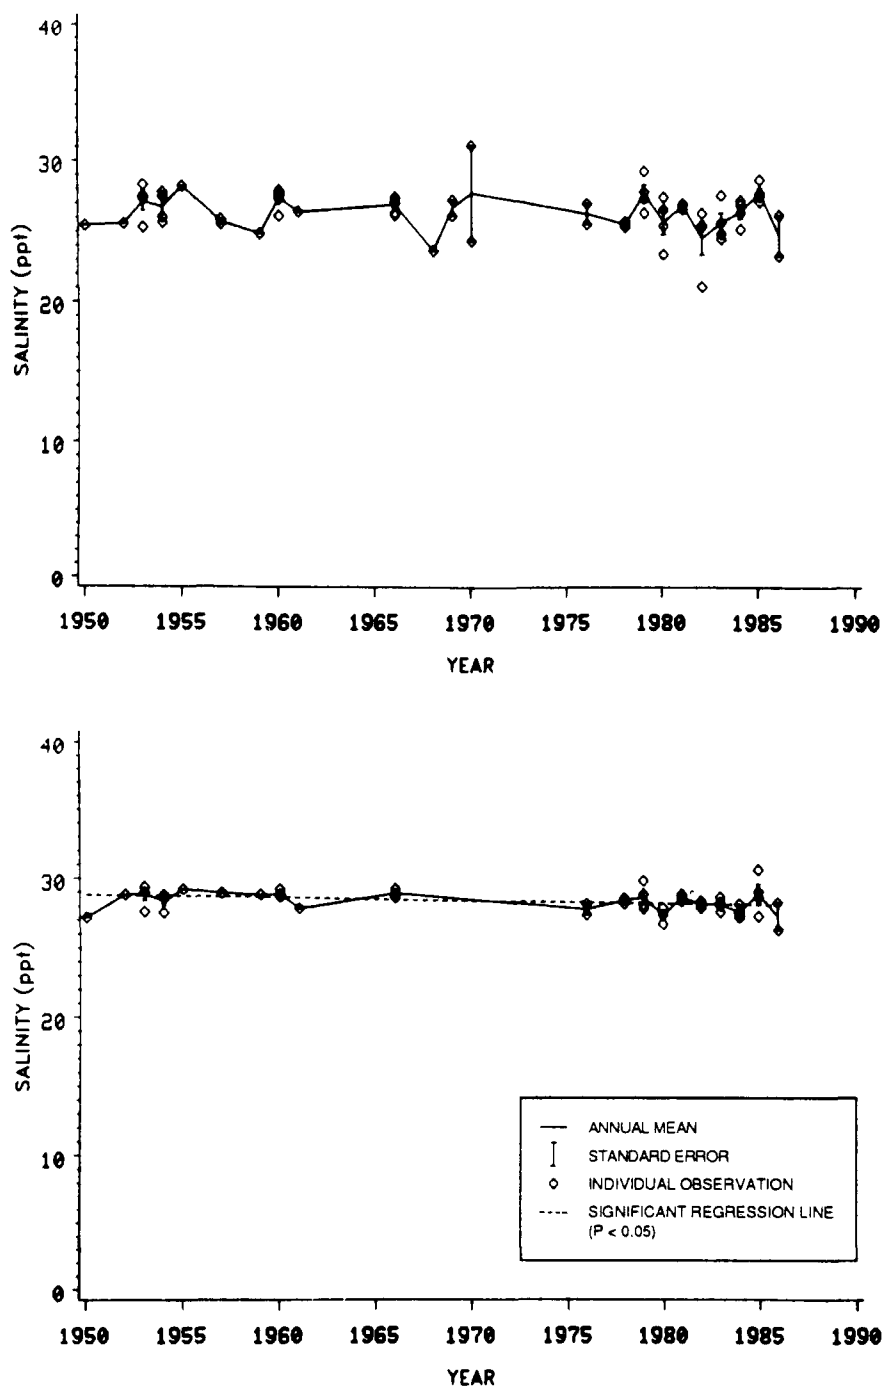 40
30
20
10
0
SALINITY (ppt)
1950 1955 1960 1965 1970 1975 1980 1985 1990
YEAR
40
30
20
10
0
SALINITY (ppt)
ANNUAL MEAN
STANDARD ERROR
INDIVIDUAL OBSERVATION
SIGNIFICANT REGRESSION LINE
(P < 0.05)
1950 1955 1960 1965 1970 1975 1980 1985 1990
YEAR